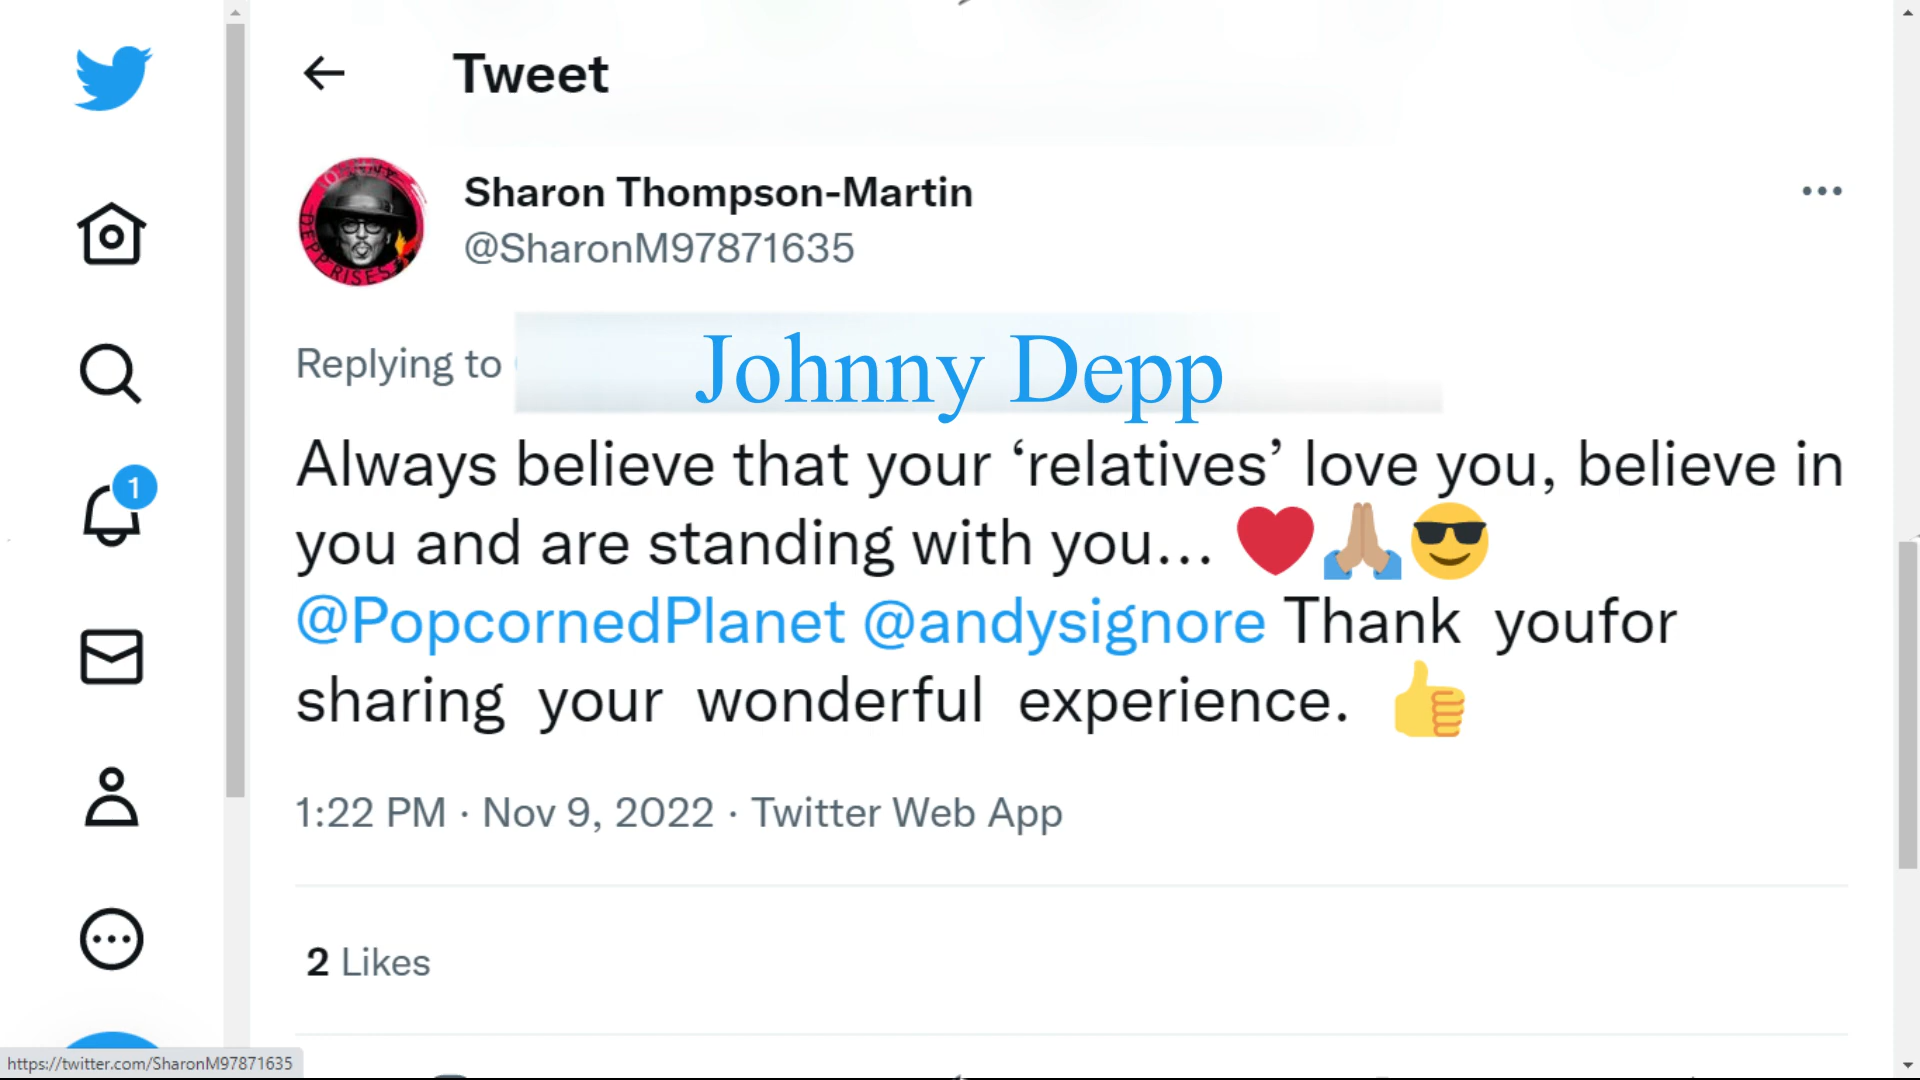 Tweet
Sharon Thompson-Martin
@SharonM97871635
Replying to Johnny Depp
Always believe that your ‘relatives’ love you, believe in
you and are standing with you... ❤️🙏🏽😎
@PopcornedPlanet @andysignore Thank youfor
sharing your wonderful experience. 👍
1:22 PM · Nov 9, 2022 · Twitter Web App
2 Likes
1
DEPP RISES
https://twitter.com/SharonM97871635